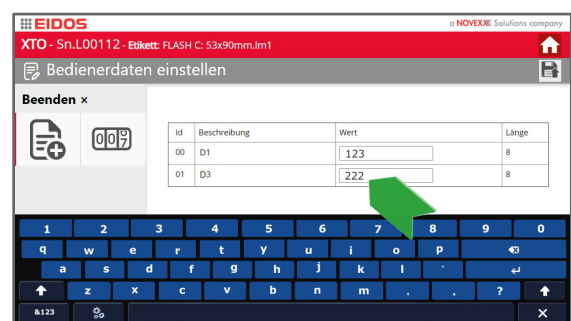 EIDOS
a NOVEXX Solutions company
XTO - Sn.L00112 - Etikett: FLASH C: 53x90mm.lm1
Bedienerdaten einstellen
Beenden ×
Id Beschreibung Wert Länge
00 D1 123 8
01 D3 222 8
1 2 3 4 5 6 7 8 9 0
q w e r t y u i o p
a s d f g h j k l '
z x c v b n m , . ?
&123